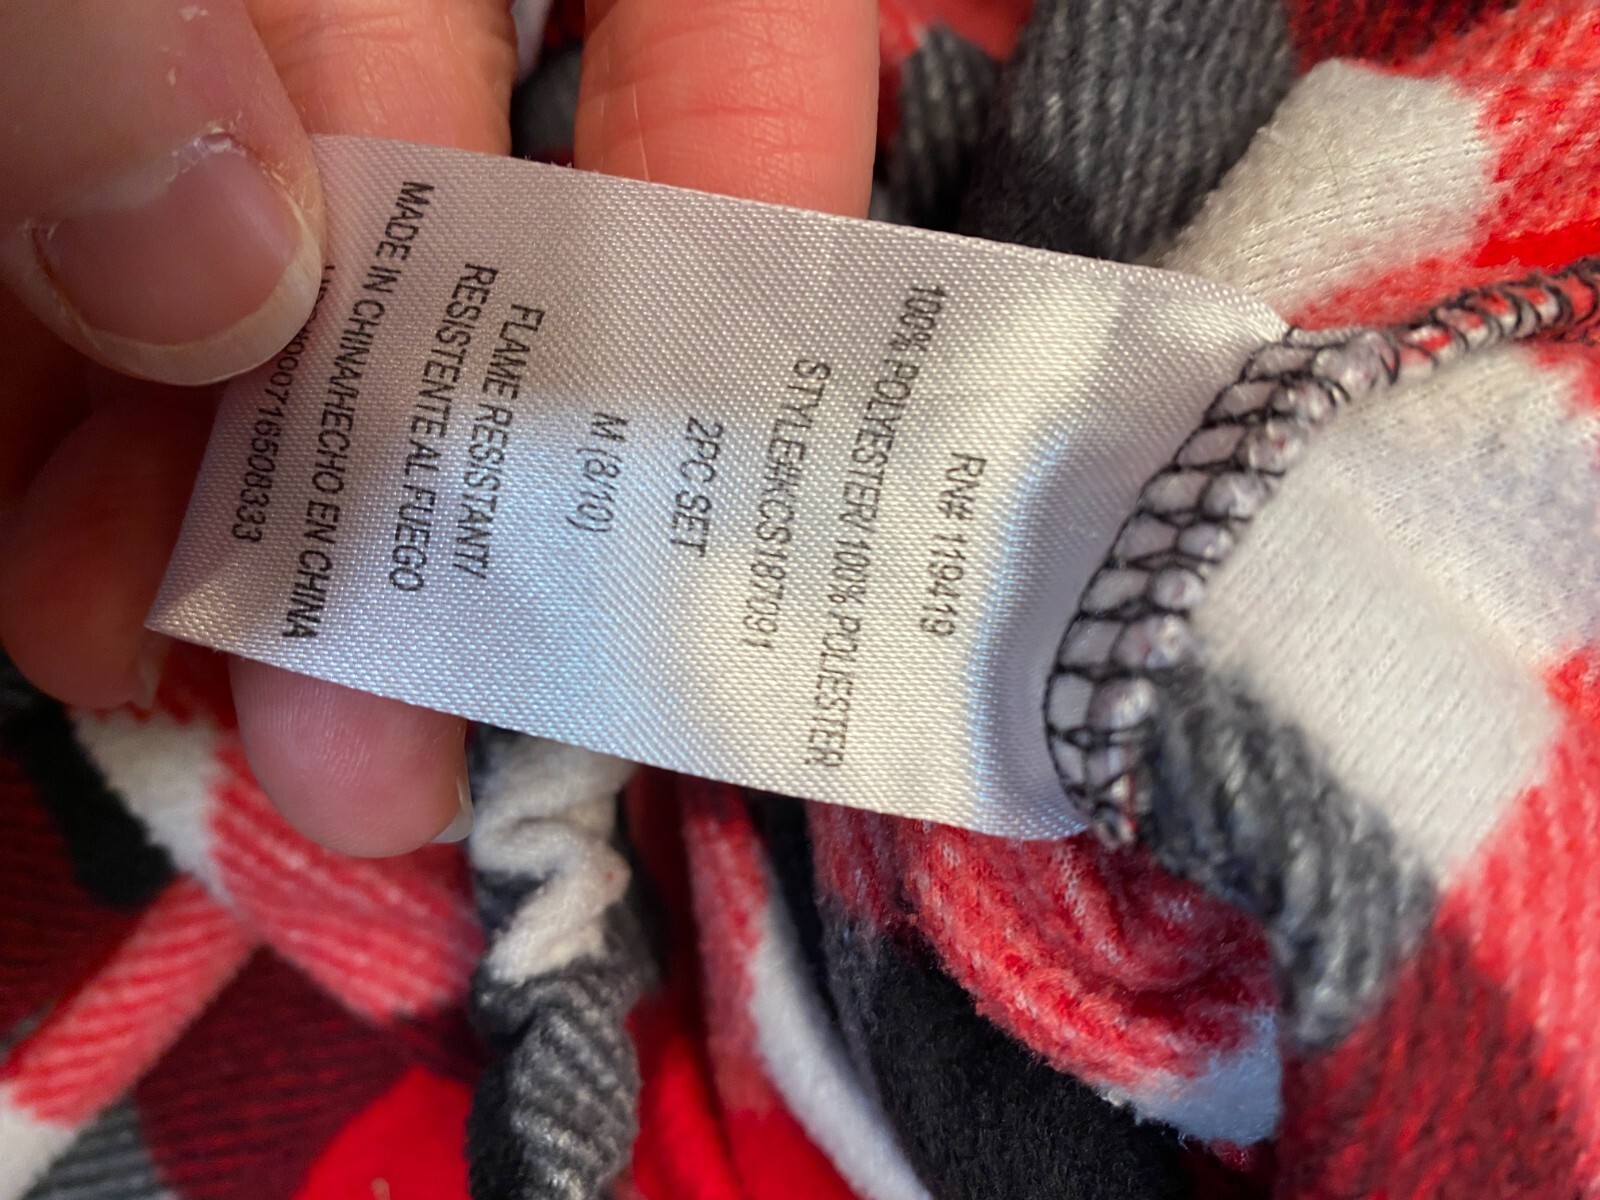 RN# 119419
100% POLYESTER/ 100% POLIESTER
STYLE#KCS187091
2PC SET
M (8/10)
FLAME RESISTANT/
RESISTENTE AL FUEGO
MADE IN CHINA/HECHO EN CHINA